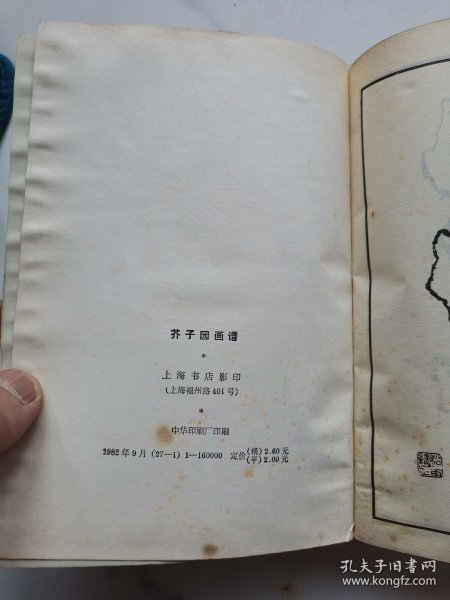 芥子园画谱
*
上海书店影印
(上海福州路401号)
*
中华印刷厂印刷
1982年9月 (27—1) 1—160000 定价 (精) 2.60元
(平) 2.00元
孔夫子旧书网
www.kongfz.com